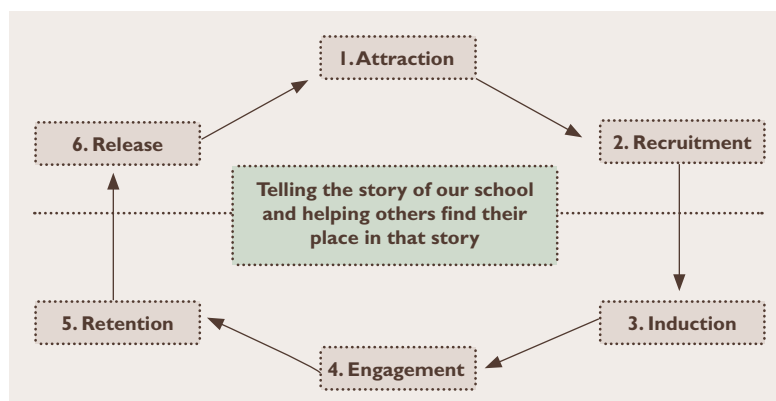 1. Attraction
6. Release
2. Recruitment
Telling the story of our school
and helping others find their
place in that story
5. Retention
3. Induction
4. Engagement